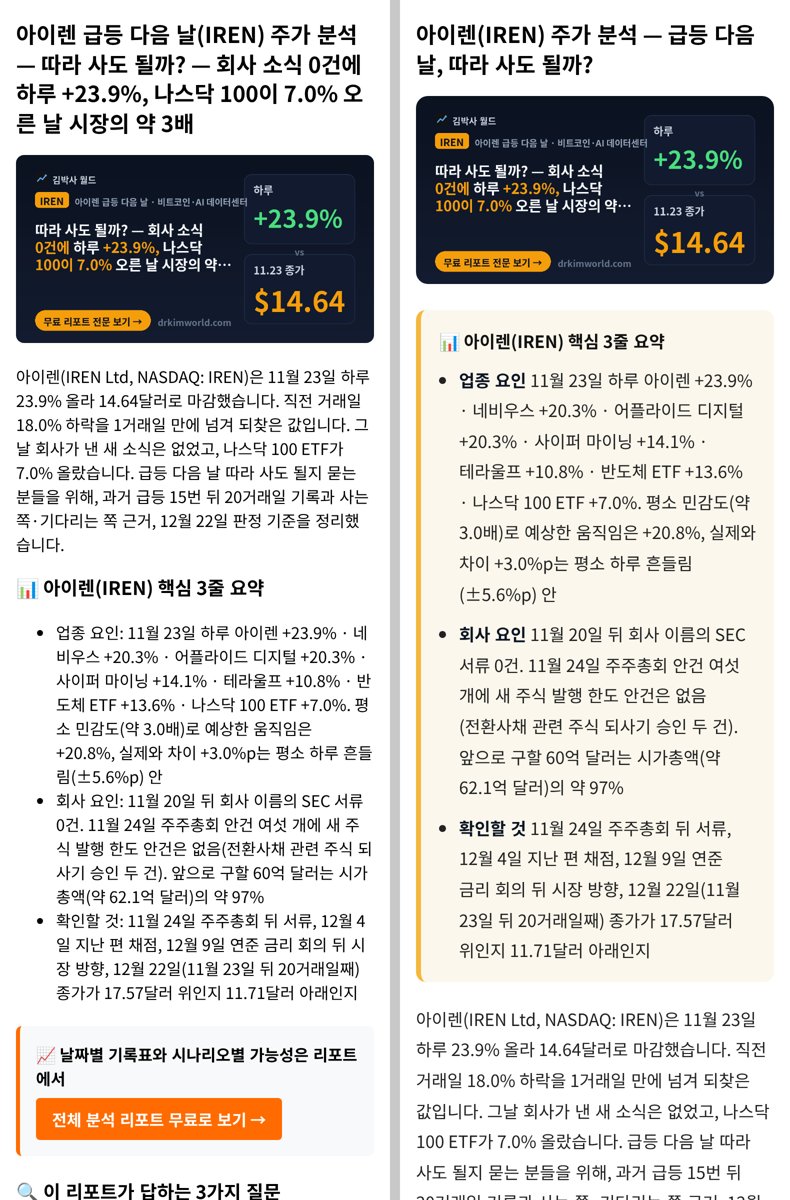 아이렌 급등 다음 날(IREN) 주가 분석
— 따라 사도 될까? — 회사 소식 0건에
하루 +23.9%, 나스닥 100이 7.0% 오
른 날 시장의 약 3배
김박사 월드
IREN 아이렌 급등 다음 날 · 비트코인·AI 데이터센터
따라 사도 될까? — 회사 소식
0건에 하루 +23.9%, 나스닥
100이 7.0% 오른 날 시장의 약…
무료 리포트 전문 보기 → drkimworld.com
하루
+23.9%
vs
11.23 종가
$14.64
아이렌(IREN Ltd, NASDAQ: IREN)은 11월 23일 하루
23.9% 올라 14.64달러로 마감했습니다. 직전 거래일
18.0% 하락을 1거래일 만에 넘겨 되찾은 값입니다. 그
날 회사가 낸 새 소식은 없었고, 나스닥 100 ETF가
7.0% 올랐습니다. 급등 다음 날 따라 사도 될지 묻는
분들을 위해, 과거 급등 15번 뒤 20거래일 기록과 사는
쪽·기다리는 쪽 근거, 12월 22일 판정 기준을 정리했
습니다.
📊 아이렌(IREN) 핵심 3줄 요약
• 업종 요인: 11월 23일 하루 아이렌 +23.9% · 네
비우스 +20.3% · 어플라이드 디지털 +20.3% ·
사이퍼 마이닝 +14.1% · 테라울프 +10.8% · 반
도체 ETF +13.6% · 나스닥 100 ETF +7.0%. 평
소 민감도(약 3.0배)로 예상한 움직임은
+20.8%, 실제와 차이 +3.0%p는 평소 하루 흔들
림(±5.6%p) 안
• 회사 요인: 11월 20일 뒤 회사 이름의 SEC 서류
0건. 11월 24일 주주총회 안건 여섯 개에 새 주
식 발행 한도 안건은 없음(전환사채 관련 주식 되
사기 승인 두 건). 앞으로 구할 60억 달러는 시가
총액(약 62.1억 달러)의 약 97%
• 확인할 것: 11월 24일 주주총회 뒤 서류, 12월 4
일 지난 편 채점, 12월 9일 연준 금리 회의 뒤 시
장 방향, 12월 22일(11월 23일 뒤 20거래일째)
종가가 17.57달러 위인지 11.71달러 아래인지
📈 날짜별 기록표와 시나리오별 가능성은 리포트
에서
전체 분석 리포트 무료로 보기 →
🔍 이 리포트가 답하는 3가지 질문
아이렌(IREN) 주가 분석 — 급등 다음
날, 따라 사도 될까?
김박사 월드
IREN 아이렌 급등 다음 날 · 비트코인·AI 데이터센터
따라 사도 될까? — 회사 소식
0건에 하루 +23.9%, 나스닥
100이 7.0% 오른 날 시장의 약…
무료 리포트 전문 보기 → drkimworld.com
하루
+23.9%
vs
11.23 종가
$14.64
📊 아이렌(IREN) 핵심 3줄 요약
• 업종 요인 11월 23일 하루 아이렌 +23.9%
· 네비우스 +20.3% · 어플라이드 디지털
+20.3% · 사이퍼 마이닝 +14.1% ·
테라울프 +10.8% · 반도체 ETF +13.6%
· 나스닥 100 ETF +7.0%. 평소 민감도(약
3.0배)로 예상한 움직임은 +20.8%, 실제와
차이 +3.0%p는 평소 하루 흔들림
(±5.6%p) 안
• 회사 요인 11월 20일 뒤 회사 이름의 SEC
서류 0건. 11월 24일 주주총회 안건 여섯
개에 새 주식 발행 한도 안건은 없음
(전환사채 관련 주식 되사기 승인 두 건).
앞으로 구할 60억 달러는 시가총액(약
62.1억 달러)의 약 97%
• 확인할 것 11월 24일 주주총회 뒤 서류,
12월 4일 지난 편 채점, 12월 9일 연준
금리 회의 뒤 시장 방향, 12월 22일(11월
23일 뒤 20거래일째) 종가가 17.57달러
위인지 11.71달러 아래인지
아이렌(IREN Ltd, NASDAQ: IREN)은 11월 23일
하루 23.9% 올라 14.64달러로 마감했습니다. 직전
거래일 18.0% 하락을 1거래일 만에 넘겨 되찾은
값입니다. 그날 회사가 낸 새 소식은 없었고, 나스닥
100 ETF가 7.0% 올랐습니다. 급등 다음 날 따라
사도 될지 묻는 분들을 위해, 과거 급등 15번 뒤